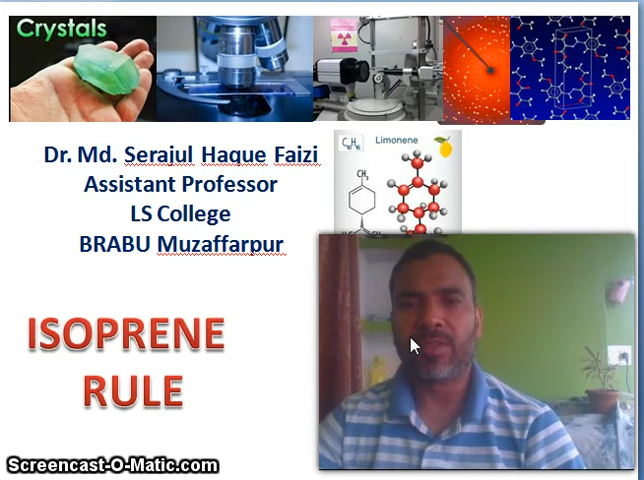 Crystals
Dr. Md. Serajul Haque Faizi
Assistant Professor
LS College
BRABU Muzaffarpur
Limonene
CH₃
ISOPRENE
RULE
Screencast-O-Matic.com